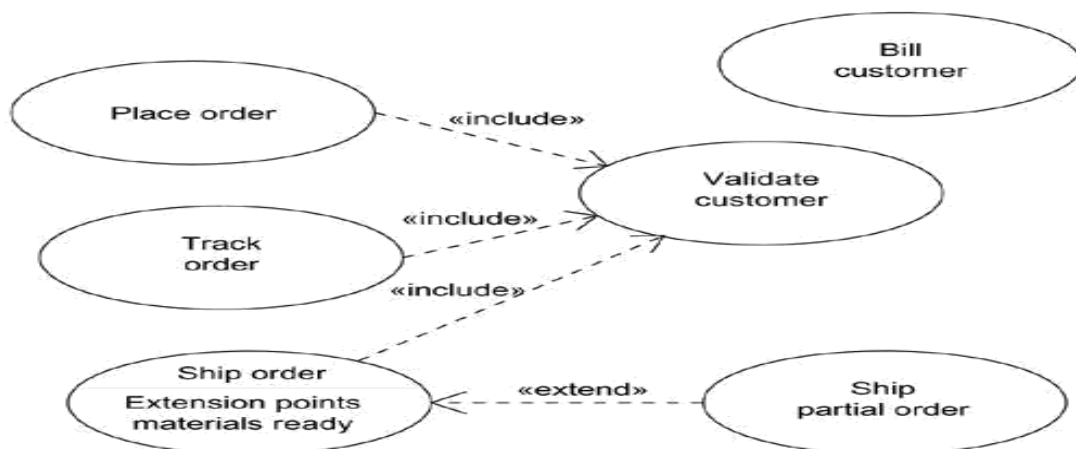 Bill
customer
Place order
«include»
Validate
customer
«include»
Track
order
«include»
Ship order
Extension points
materials ready
«extend»
Ship
partial order